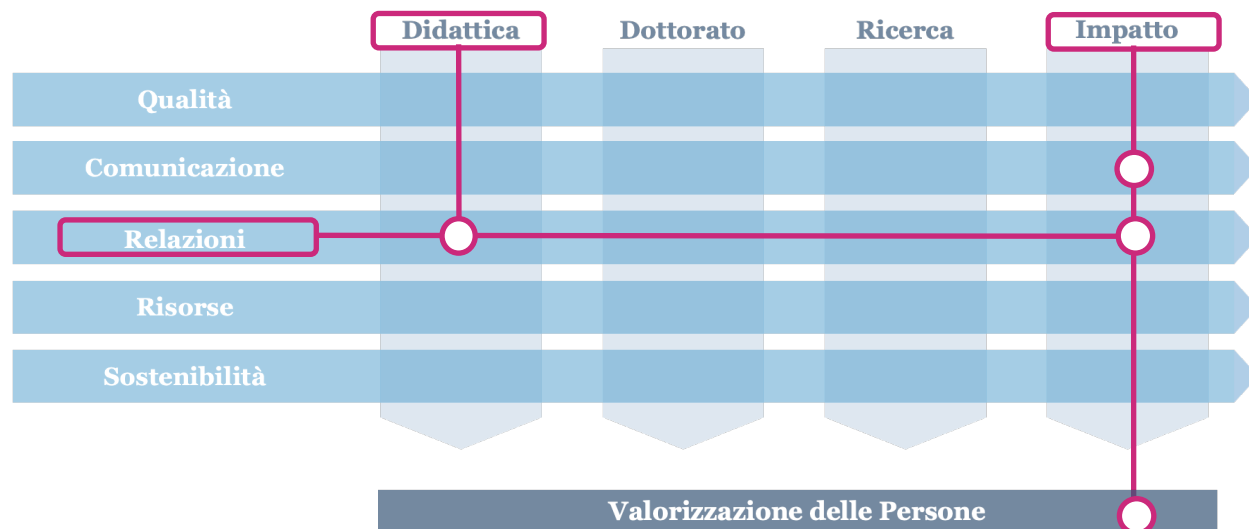 Didattica Dottorato Ricerca Impatto
Qualità
Comunicazione
Relazioni
Risorse
Sostenibilità
Valorizzazione delle Persone